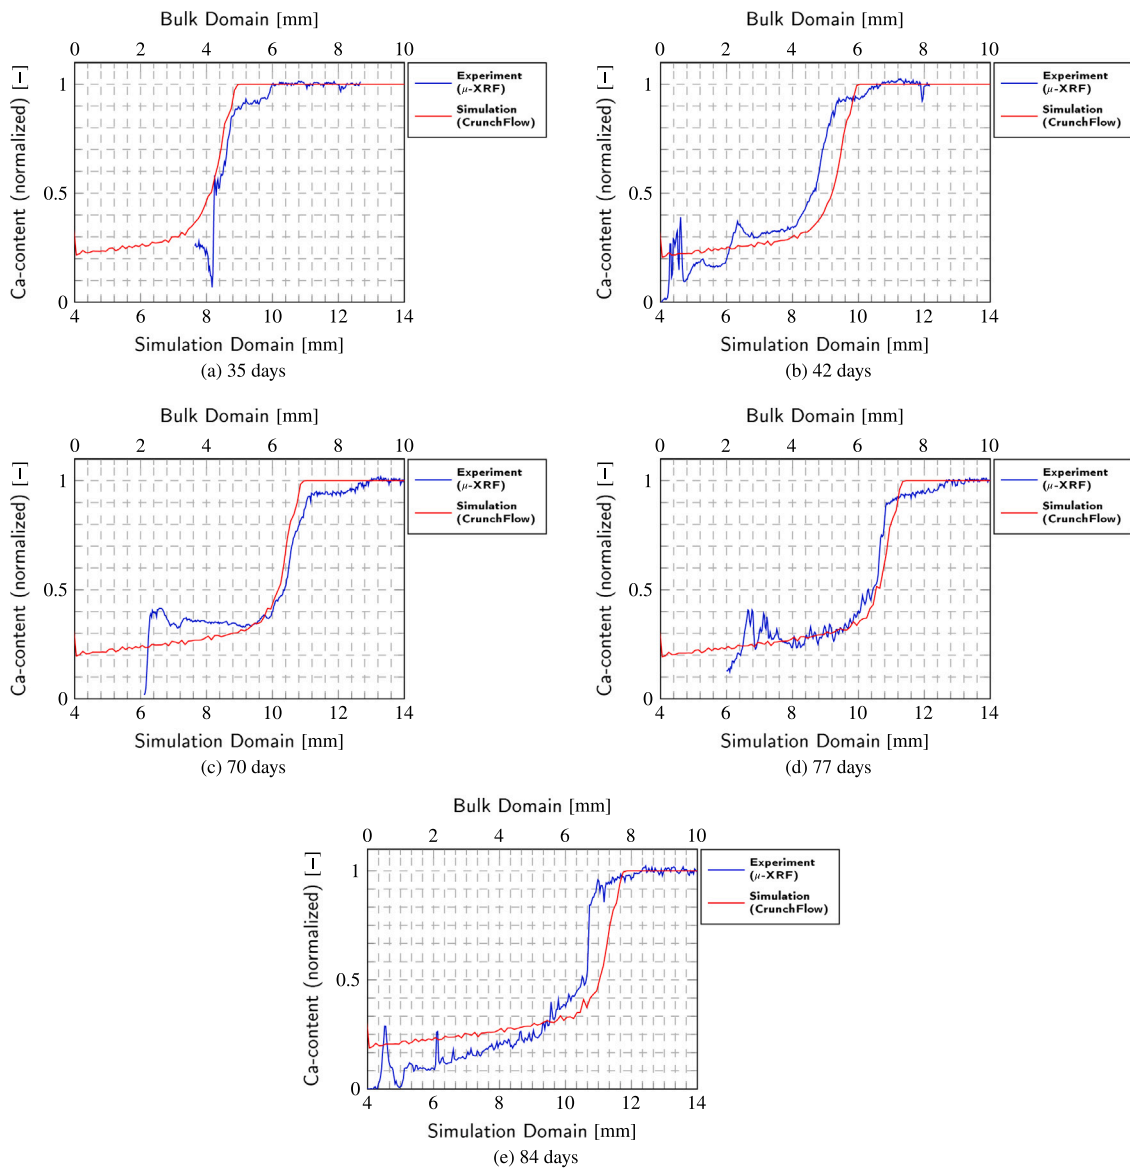 Bulk Domain [mm]
0 2 4 6 8 10
Ca-content (normalized) [−]
1
0.5
0
Experiment
(μ-XRF)
Simulation
(CrunchFlow)
4 6 8 10 12 14
Simulation Domain [mm]
(a) 35 days
Bulk Domain [mm]
0 2 4 6 8 10
Ca-content (normalized) [−]
1
0.5
0
Experiment
(μ-XRF)
Simulation
(CrunchFlow)
4 6 8 10 12 14
Simulation Domain [mm]
(b) 42 days
Bulk Domain [mm]
0 2 4 6 8 10
Ca-content (normalized) [−]
1
0.5
0
Experiment
(μ-XRF)
Simulation
(CrunchFlow)
4 6 8 10 12 14
Simulation Domain [mm]
(c) 70 days
Bulk Domain [mm]
0 2 4 6 8 10
Ca-content (normalized) [−]
1
0.5
0
Experiment
(μ-XRF)
Simulation
(CrunchFlow)
4 6 8 10 12 14
Simulation Domain [mm]
(d) 77 days
Bulk Domain [mm]
0 2 4 6 8 10
Ca-content (normalized) [−]
1
0.5
0
Experiment
(μ-XRF)
Simulation
(CrunchFlow)
4 6 8 10 12 14
Simulation Domain [mm]
(e) 84 days